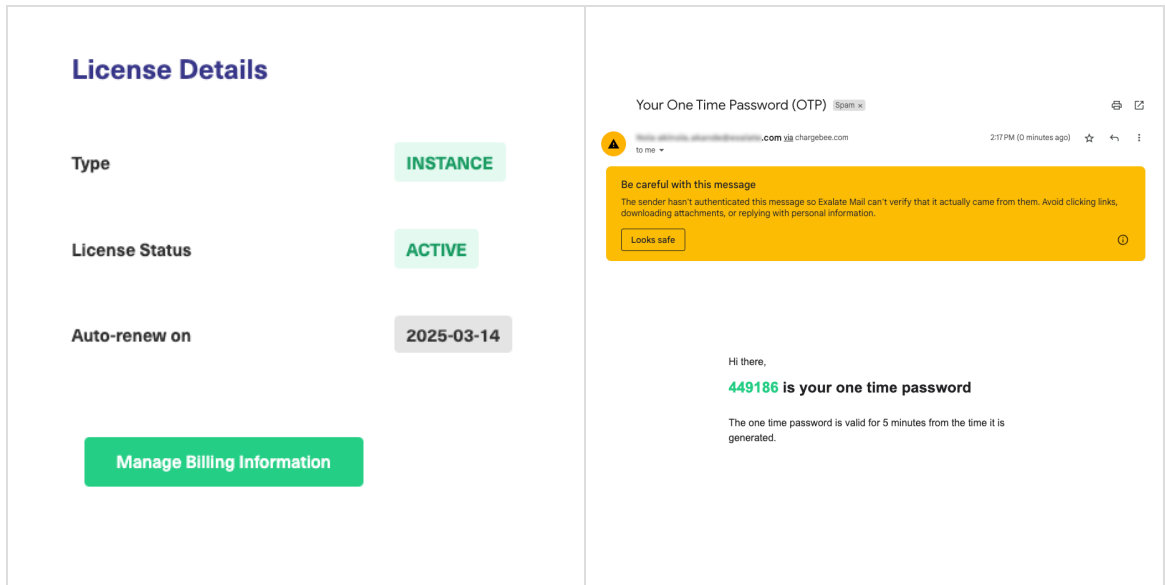 License Details
Type
INSTANCE
License Status
ACTIVE
Auto-renew on
2025-03-14
Manage Billing Information
Your One Time Password (OTP) Spam x
.com via chargebee.com
2:17 PM (0 minutes ago)
to me
Be careful with this message
The sender hasn't authenticated this message so Exalate Mail can't verify that it actually came from them. Avoid clicking links,
downloading attachments, or replying with personal information.
Looks safe
Hi there,
449186 is your one time password
The one time password is valid for 5 minutes from the time it is
generated.